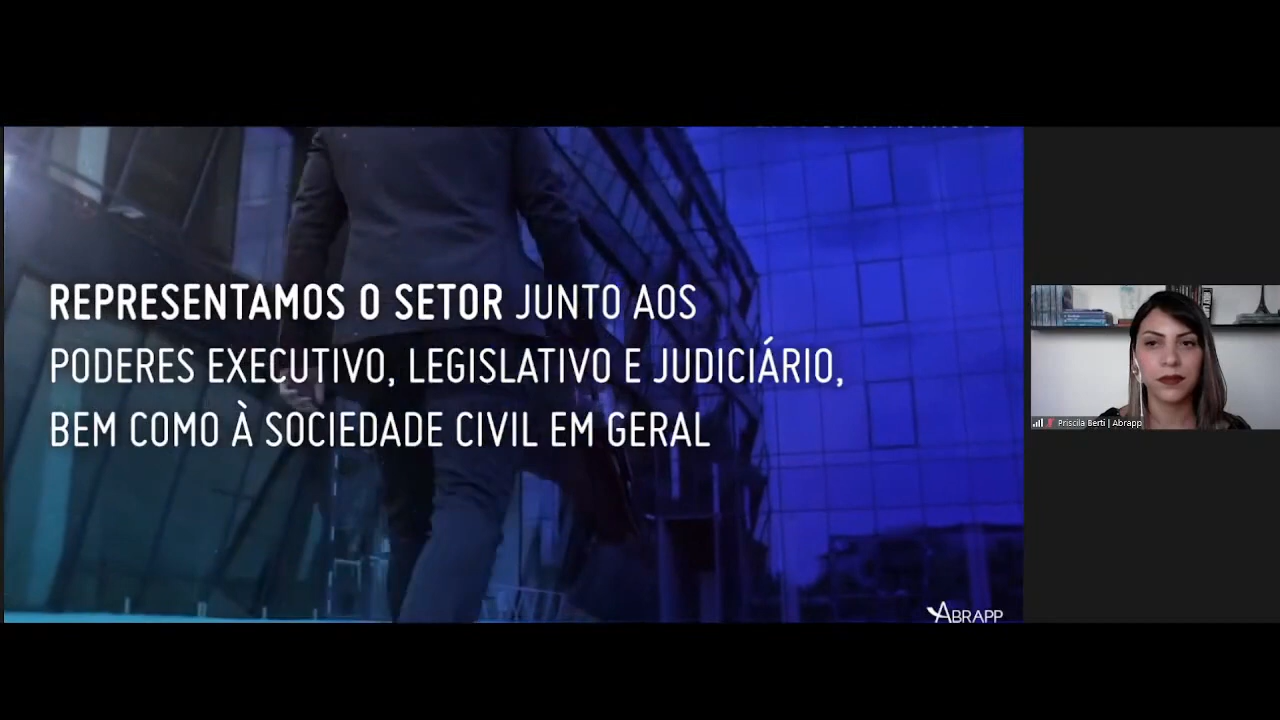 REPRESENTAMOS O SETOR JUNTO AOS
PODERES EXECUTIVO, LEGISLATIVO E JUDICIÁRIO,
BEM COMO À SOCIEDADE CIVIL EM GERAL
Priscila Berti | Abrapp
ABRAPP